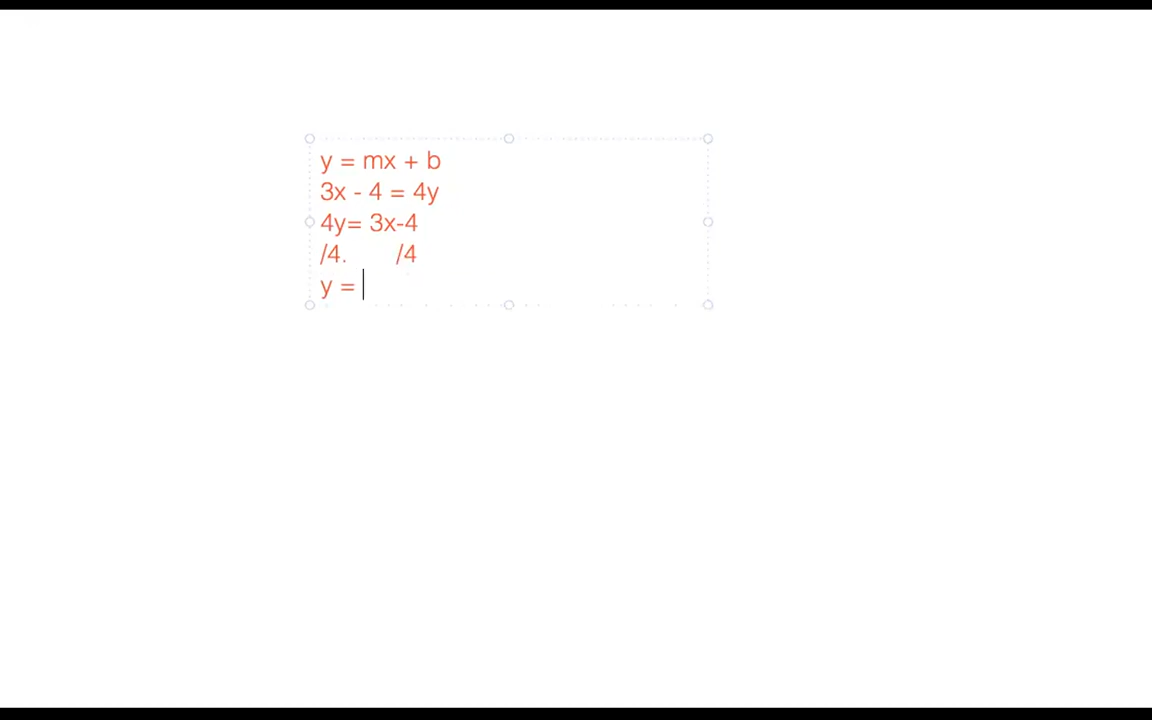 y = mx + b
3x - 4 = 4y
4y= 3x-4
/4. /4
y =